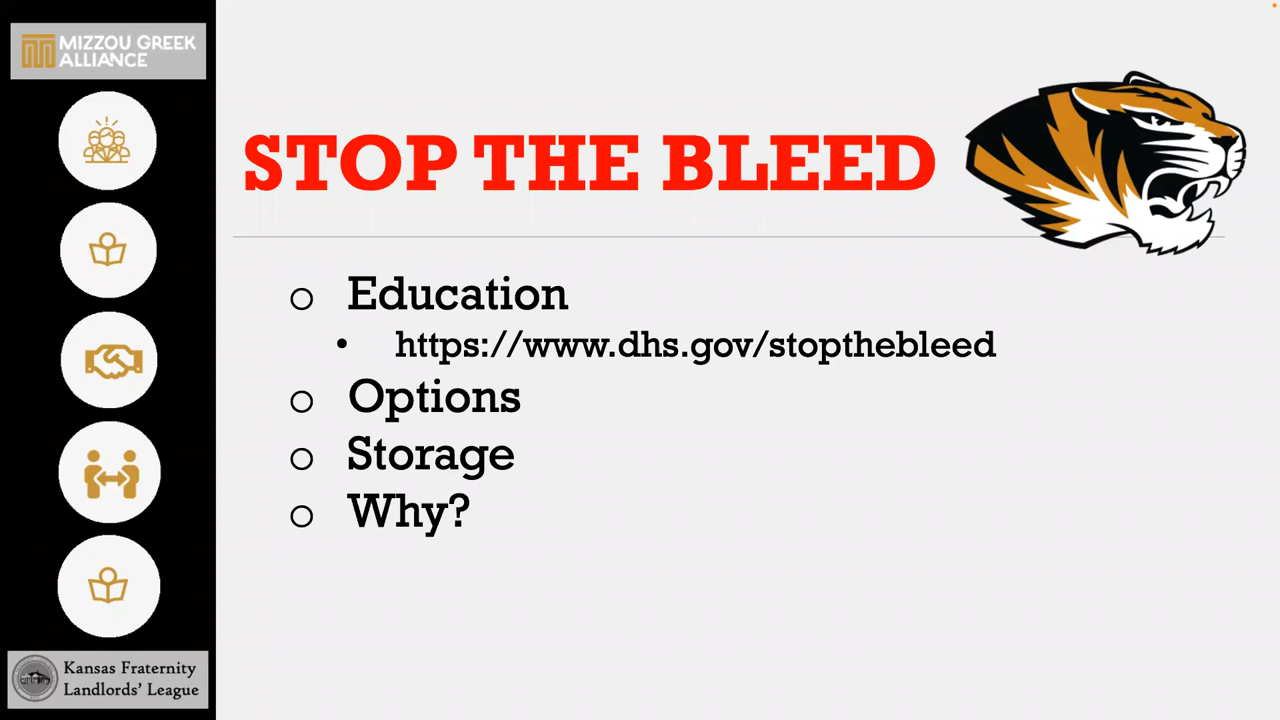 MIZZOU GREEK
ALLIANCE
STOP THE BLEED
Education
https://www.dhs.gov/stopthebleed
Options
Storage
Why?
Kansas Fraternity
Landlords’ League